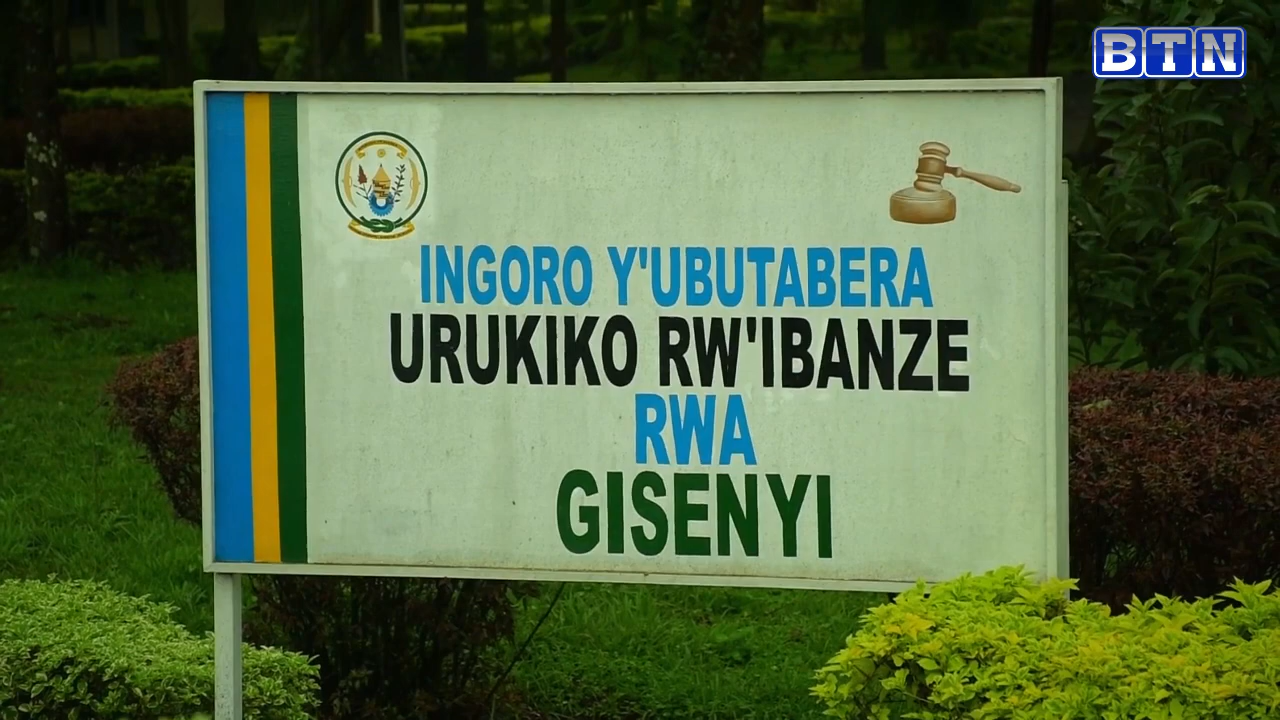 BTN
INGORO Y'UBUTABERA
URUKIKO RW'IBANZE
RWA
GISENYI